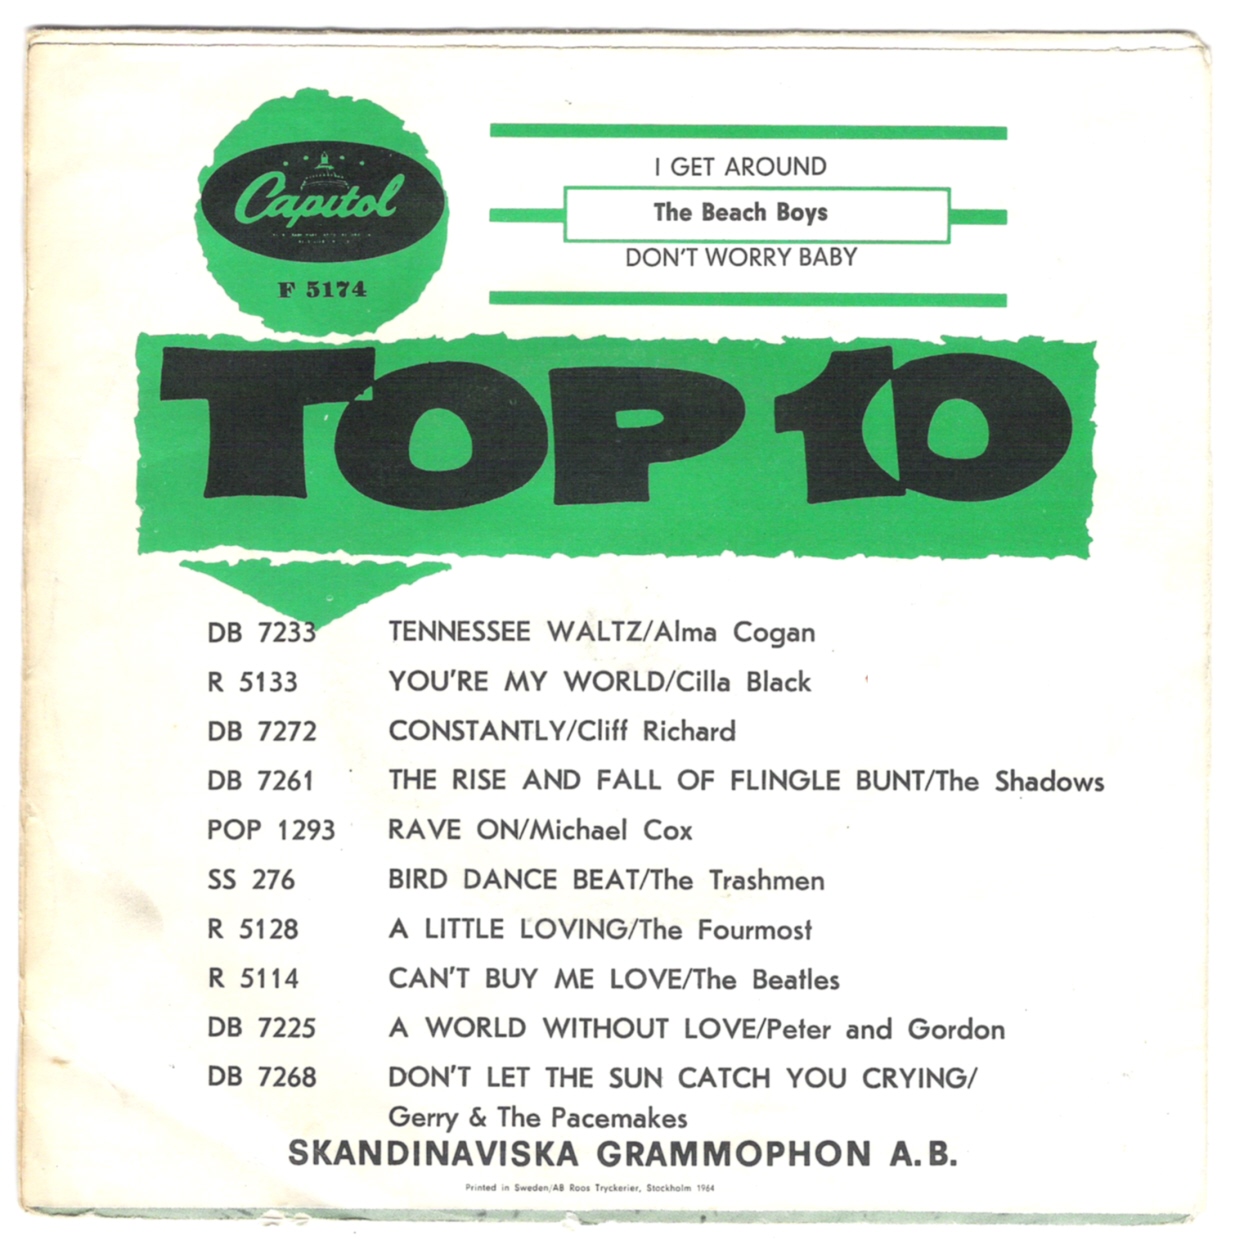 Capitol
F 5174
I GET AROUND
The Beach Boys
DON'T WORRY BABY
TOP 10
DB 7233 TENNESSEE WALTZ/Alma Cogan
R 5133 YOU'RE MY WORLD/Cilla Black
DB 7272 CONSTANTLY/Cliff Richard
DB 7261 THE RISE AND FALL OF FLINGLE BUNT/The Shadows
POP 1293 RAVE ON/Michael Cox
SS 276 BIRD DANCE BEAT/The Trashmen
R 5128 A LITTLE LOVING/The Fourmost
R 5114 CAN'T BUY ME LOVE/The Beatles
DB 7225 A WORLD WITHOUT LOVE/Peter and Gordon
DB 7268 DON'T LET THE SUN CATCH YOU CRYING/
Gerry & The Pacemakes
SKANDINAVISKA GRAMMOPHON A.B.
Printed in Sweden/AB Roos Tryckerier, Stockholm 1964